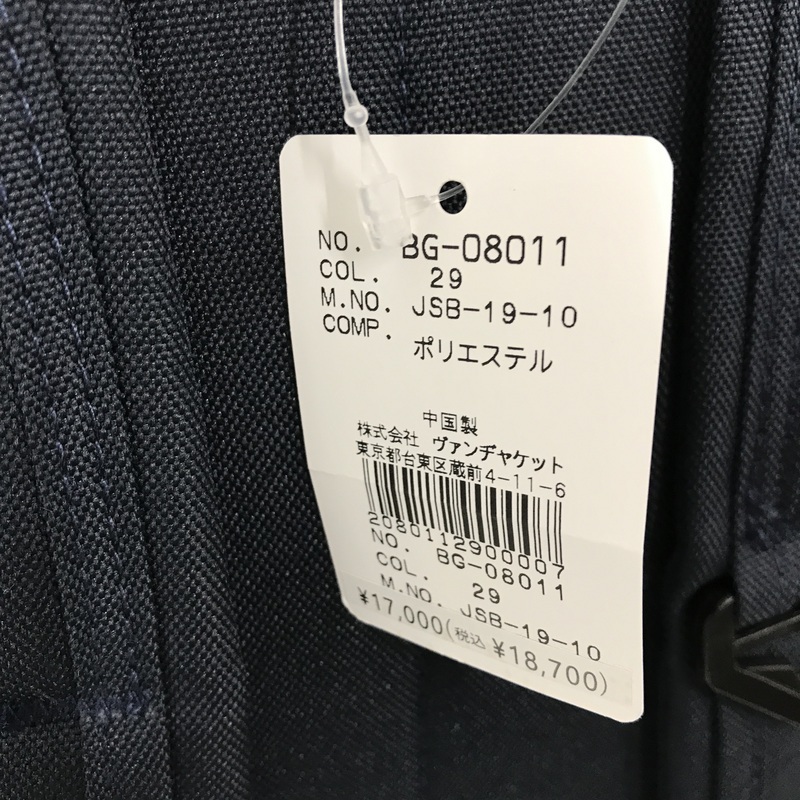 NO. BG-08011
COL. 29
M.NO. JSB-19-10
COMP. ポリエステル
中国製
株式会社 ヴァンヂャケット
東京都台東区蔵前4-11-6
2080112900007
NO. BG-08011
COL. 29
M.NO. JSB-19-10
¥17,000(税込 ¥18,700)